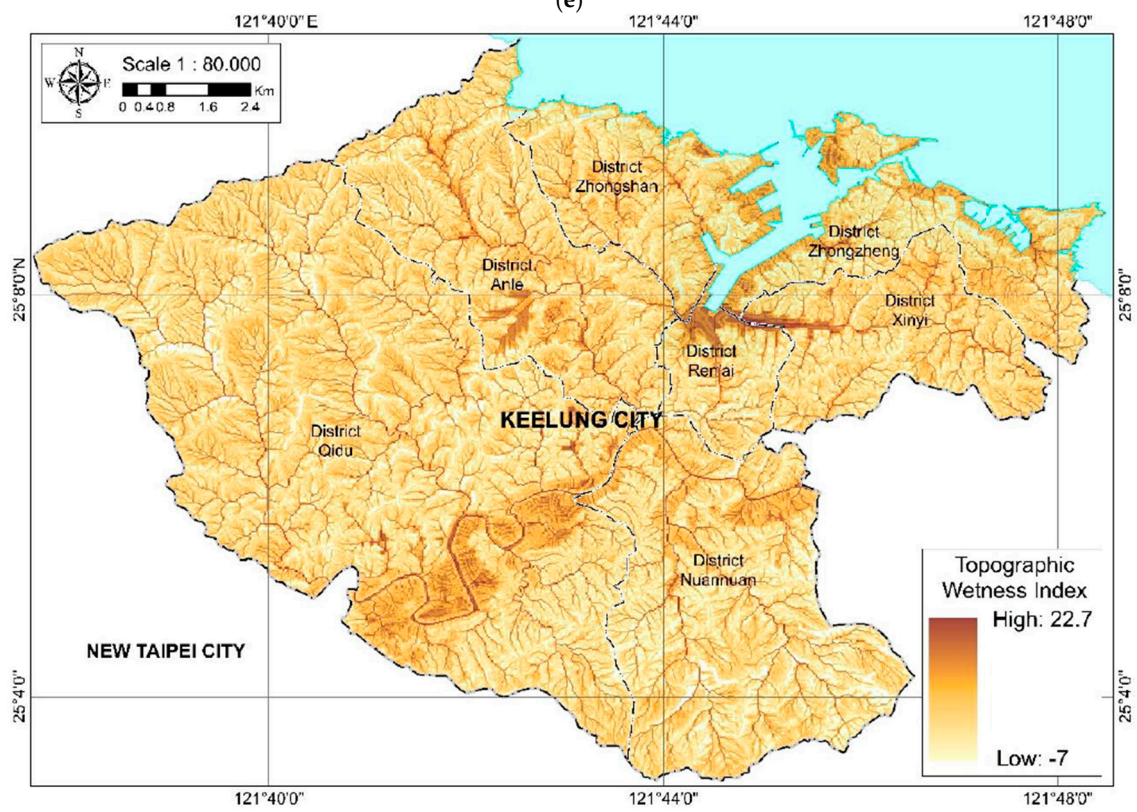 (e)
121°40'0" E
121°44'0"
121°48'0"
N
W E
S
Scale 1 : 80.000
0 0.4 0.8 1.6 2.4
Km
District
Zhongshan
District
Zhongzheng
District
Anle
25°8'0"N
25°8'0"
District
Xinyi
District
Renai
KEELUNG CITY
District
Qidu
District
Nuannuan
Topographic
Wetness Index
High: 22.7
Low: -7
NEW TAIPEI CITY
25°4'0"
25°4'0"
121°40'0"
121°44'0"
121°48'0"